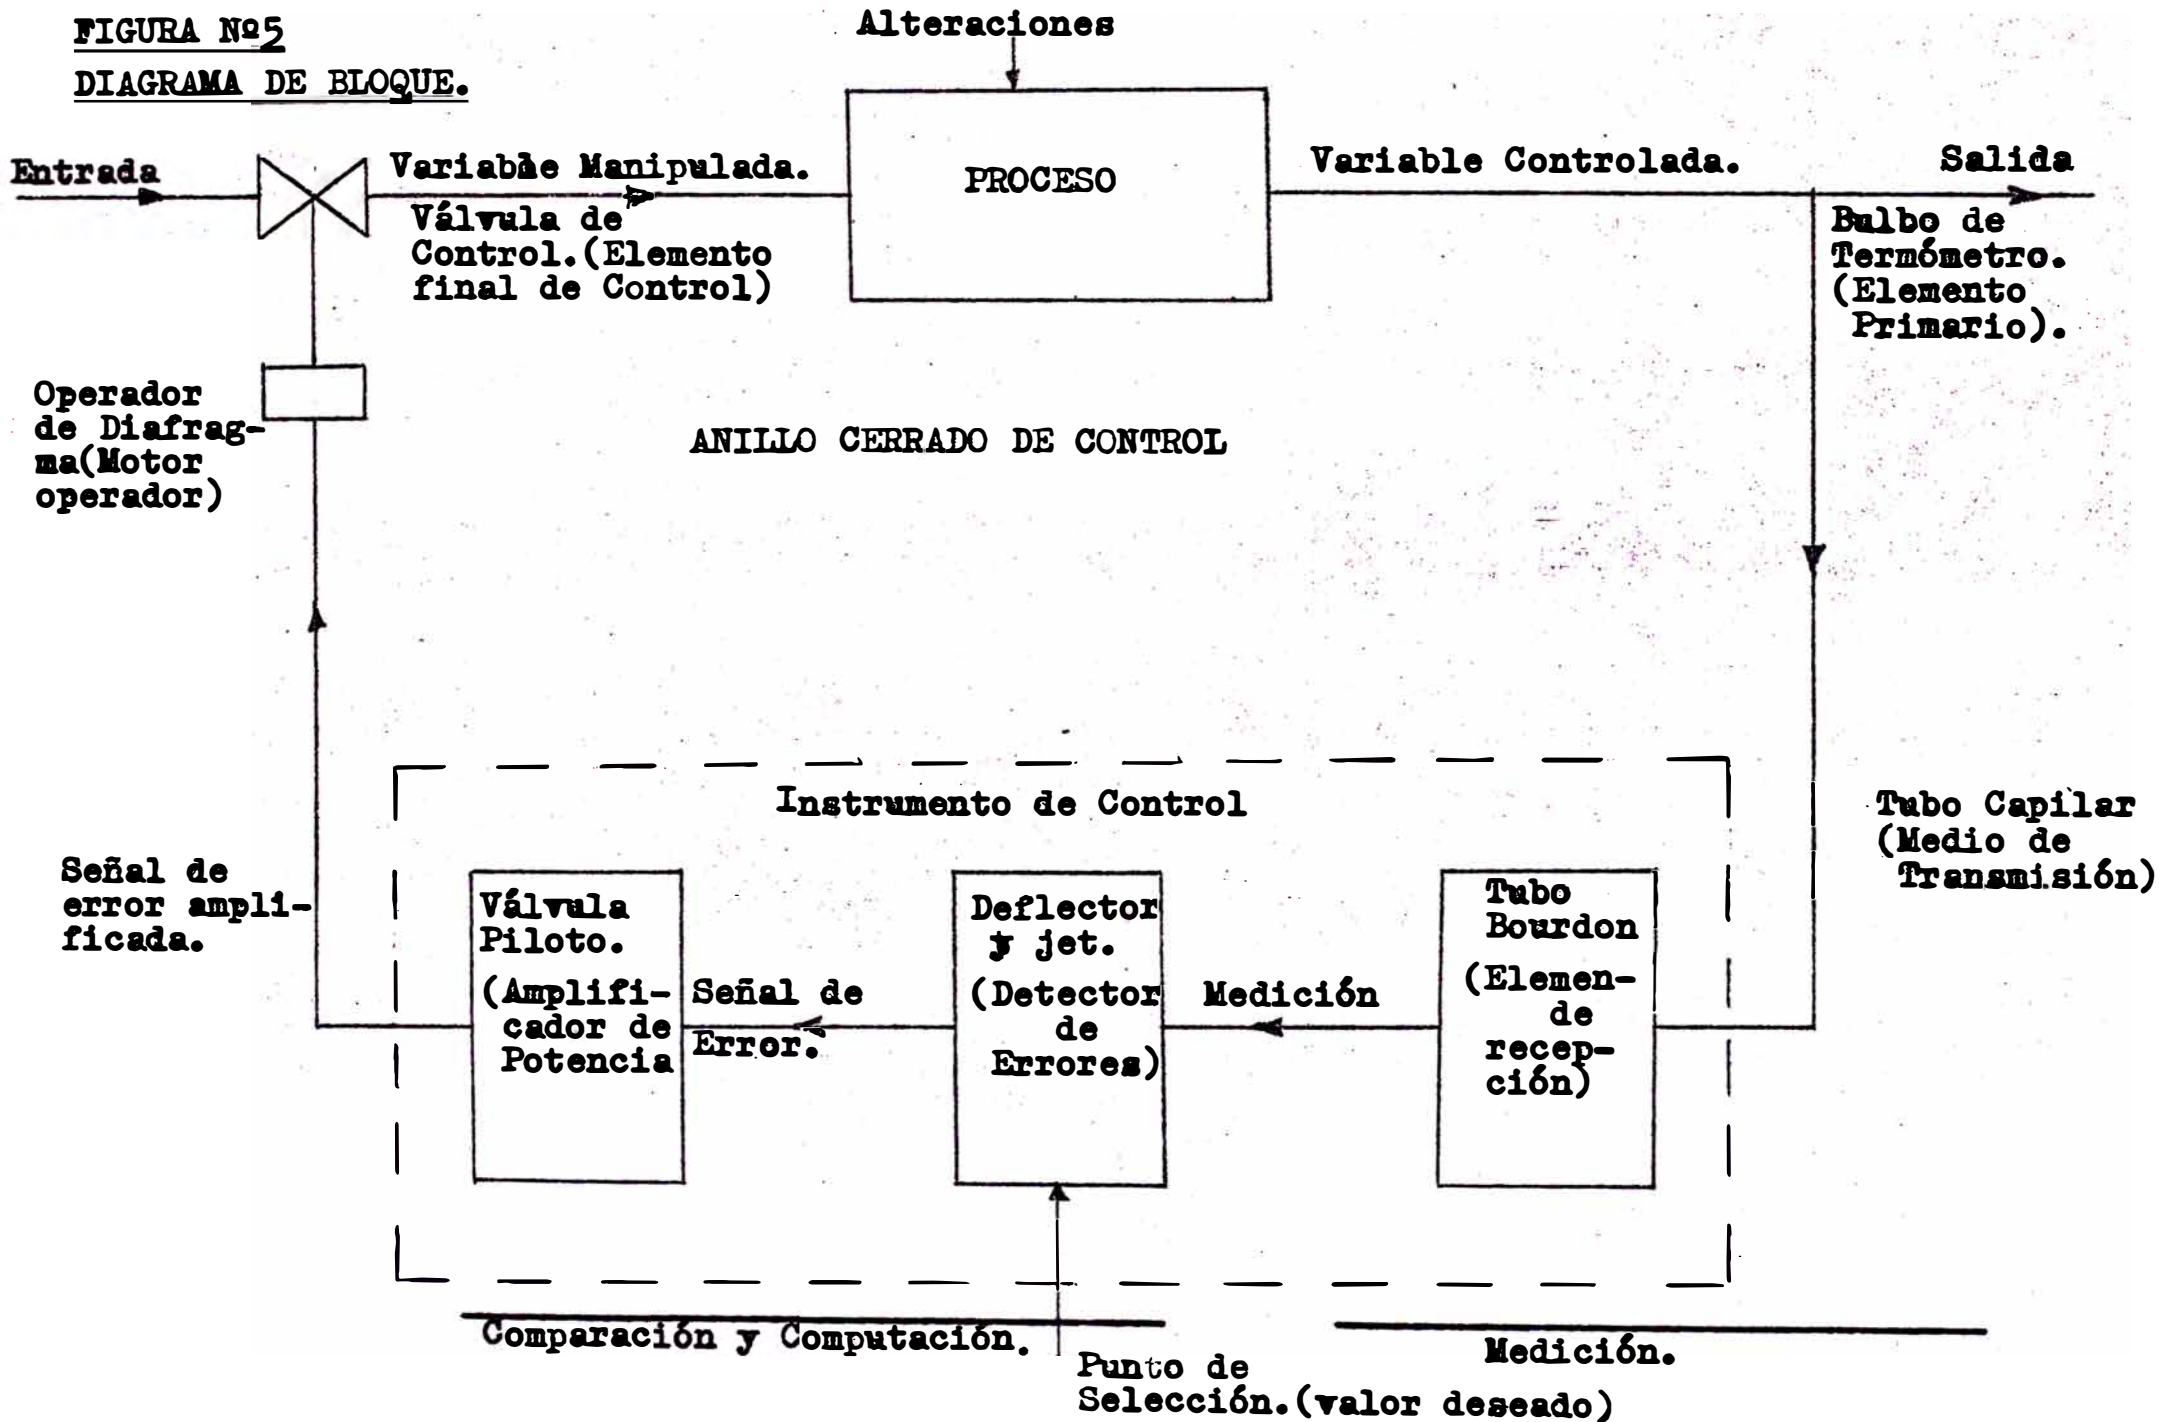 FIGURA Nº5
DIAGRAMA DE BLOQUE.
Alteraciones
Entrada
Variable Manipulada.
Válvula de
Control.(Elemento
final de Control)
PROCESO
Variable Controlada.
Salida
Bulbo de
Termómetro.
(Elemento
Primario).
Operador
de Diafrag-
ma(Motor
operador)
ANILLO CERRADO DE CONTROL
Instrumento de Control
Tubo Capilar
(Medio de
Transmisión)
Señal de
error ampli-
ficada.
Válvula
Piloto.
(Amplifi-
cador de
Potencia
Señal de
Error.
Deflector
y jet.
(Detector
de
Errores)
Medición
Tubo
Bourdon
(Elemen-
de
recep-
ción)
Comparación y Computación.
Punto de
Selección.(valor deseado)
Medición.